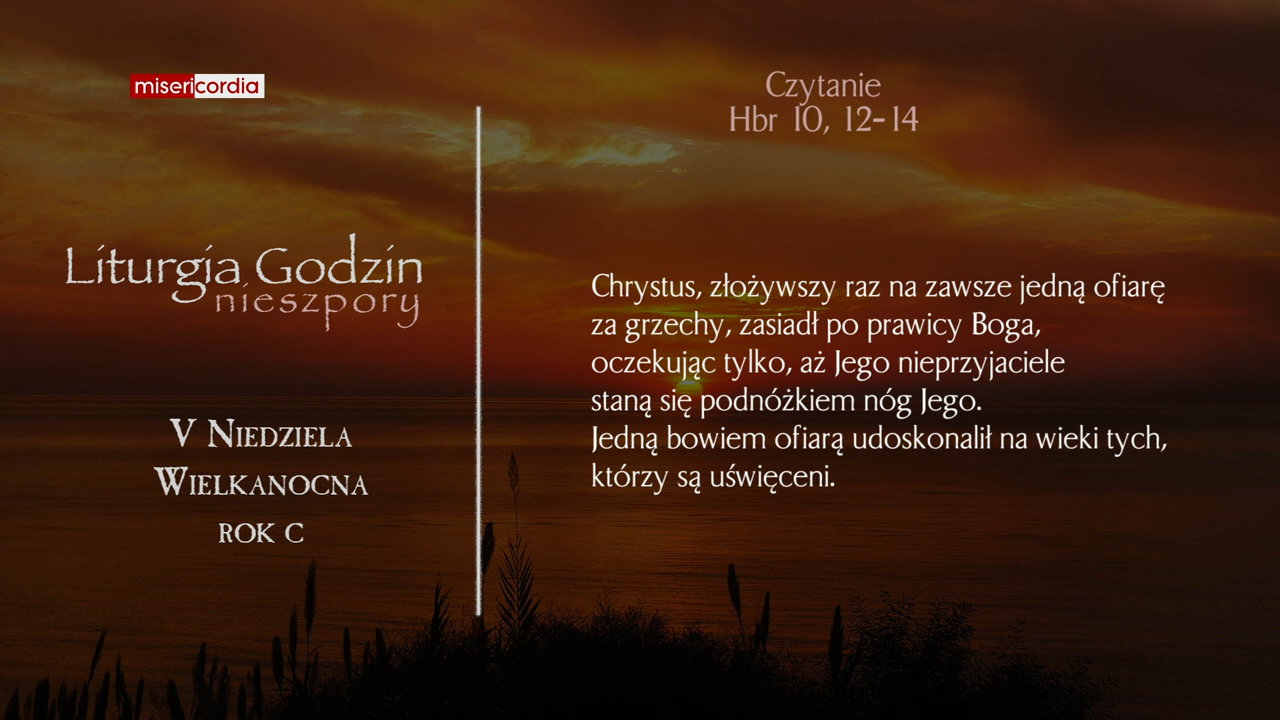 misericordia
Liturgia Godzin
nieszpory
V Niedziela
Wielkanocna
rok C
Czytanie
Hbr 10, 12-14
Chrystus, złożywszy raz na zawsze jedną ofiarę
za grzechy, zasiadł po prawicy Boga,
oczekując tylko, aż Jego nieprzyjaciele
staną się podnóżkiem nóg Jego.
Jedną bowiem ofiarą udoskonalił na wieki tych,
którzy są uświęceni.